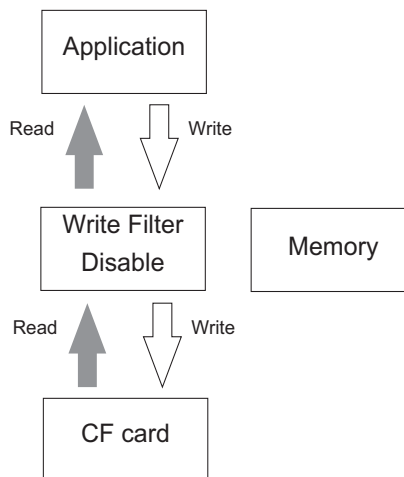 Application
Read
Write
Write Filter
Disable
Memory
Read
Write
CF card